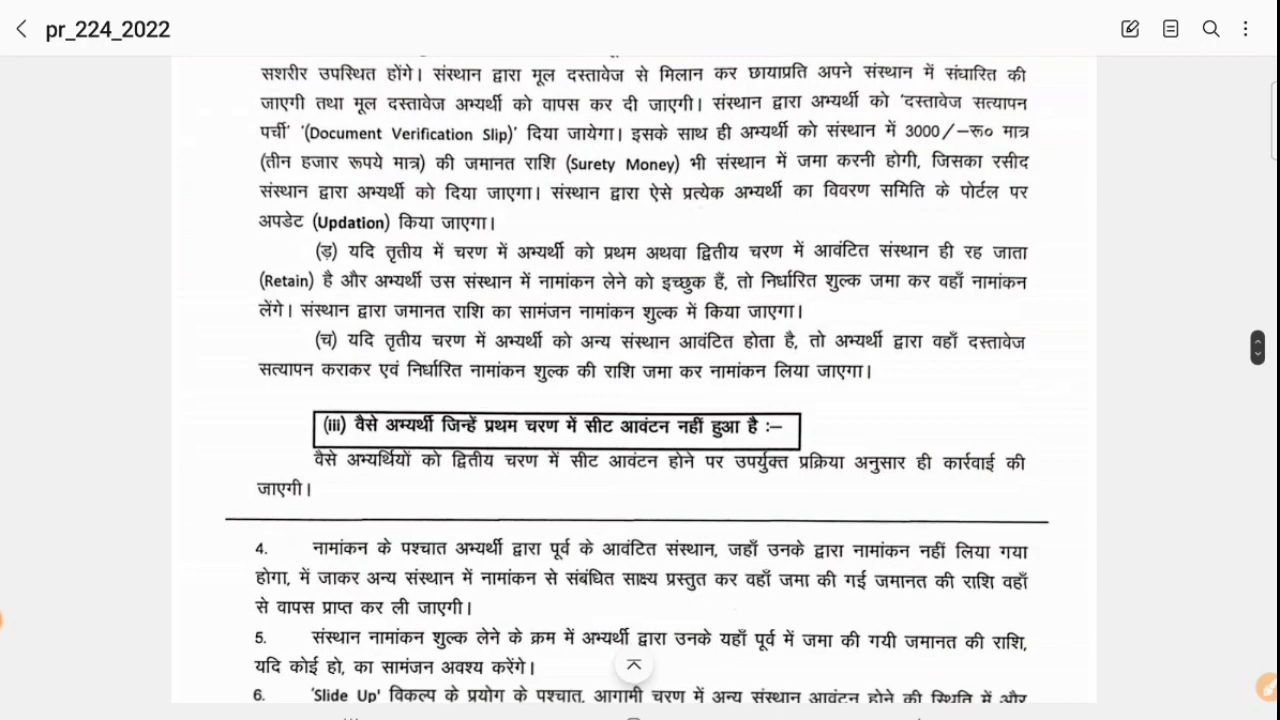 pr_224_2022
सशरीर उपस्थित होंगे। संस्थान द्वारा मूल दस्तावेज से मिलान कर छायाप्रति अपने संस्थान में संधारित की
जाएगी तथा मूल दस्तावेज अभ्यर्थी को वापस कर दी जाएगी। संस्थान द्वारा अभ्यर्थी को 'दस्तावेज सत्यापन
पर्ची' '(Document Verification Slip)' दिया जायेगा। इसके साथ ही अभ्यर्थी को संस्थान में 3000/–रू० मात्र
(तीन हजार रूपये मात्र) की जमानत राशि (Surety Money) भी संस्थान में जमा करनी होगी, जिसका रसीद
संस्थान द्वारा अभ्यर्थी को दिया जाएगा। संस्थान द्वारा ऐसे प्रत्येक अभ्यर्थी का विवरण समिति के पोर्टल पर
अपडेट (Updation) किया जाएगा।
(ड़) यदि तृतीय में चरण में अभ्यर्थी को प्रथम अथवा द्वितीय चरण में आवंटित संस्थान ही रह जाता
(Retain) है और अभ्यर्थी उस संस्थान में नामांकन लेने को इच्छुक हैं, तो निर्धारित शुल्क जमा कर वहाँ नामांकन
लेंगे। संस्थान द्वारा जमानत राशि का सामंजन नामांकन शुल्क में किया जाएगा।
(च) यदि तृतीय चरण में अभ्यर्थी को अन्य संस्थान आवंटित होता है, तो अभ्यर्थी द्वारा वहाँ दस्तावेज
सत्यापन कराकर एवं निर्धारित नामांकन शुल्क की राशि जमा कर नामांकन लिया जाएगा।
(iii) वैसे अभ्यर्थी जिन्हें प्रथम चरण में सीट आवंटन नहीं हुआ है :–
वैसे अभ्यर्थियों को द्वितीय चरण में सीट आवंटन होने पर उपर्युक्त प्रक्रिया अनुसार ही कार्रवाई की
जाएगी।
4. नामांकन के पश्चात अभ्यर्थी द्वारा पूर्व के आवंटित संस्थान, जहाँ उनके द्वारा नामांकन नहीं लिया गया
होगा, में जाकर अन्य संस्थान में नामांकन से संबंधित साक्ष्य प्रस्तुत कर वहाँ जमा की गई जमानत की राशि वहाँ
से वापस प्राप्त कर ली जाएगी।
5. संस्थान नामांकन शुल्क लेने के क्रम में अभ्यर्थी द्वारा उनके यहाँ पूर्व में जमा की गयी जमानत की राशि,
यदि कोई हो, का सामंजन अवश्य करेंगे।
6. 'Slide Up' विकल्प के प्रयोग के पश्चात, आगामी चरण में अन्य संस्थान आवंटन होने की स्थिति में और